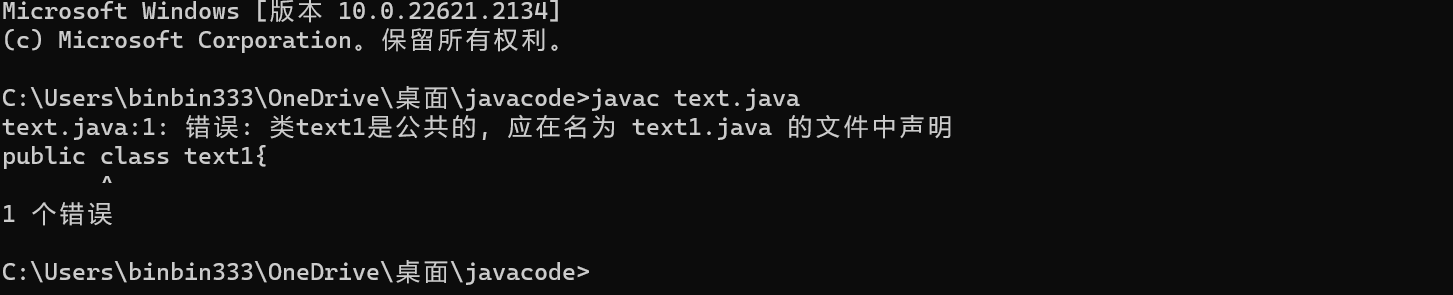 Microsoft Windows [版本 10.0.22621.2134]
(c) Microsoft Corporation。保留所有权利。
C:\Users\binbin333\OneDrive\桌面\javacode>javac text.java
text.java:1: 错误: 类text1是公共的, 应在名为 text1.java 的文件中声明
public class text1{
       ^
1 个错误
C:\Users\binbin333\OneDrive\桌面\javacode>